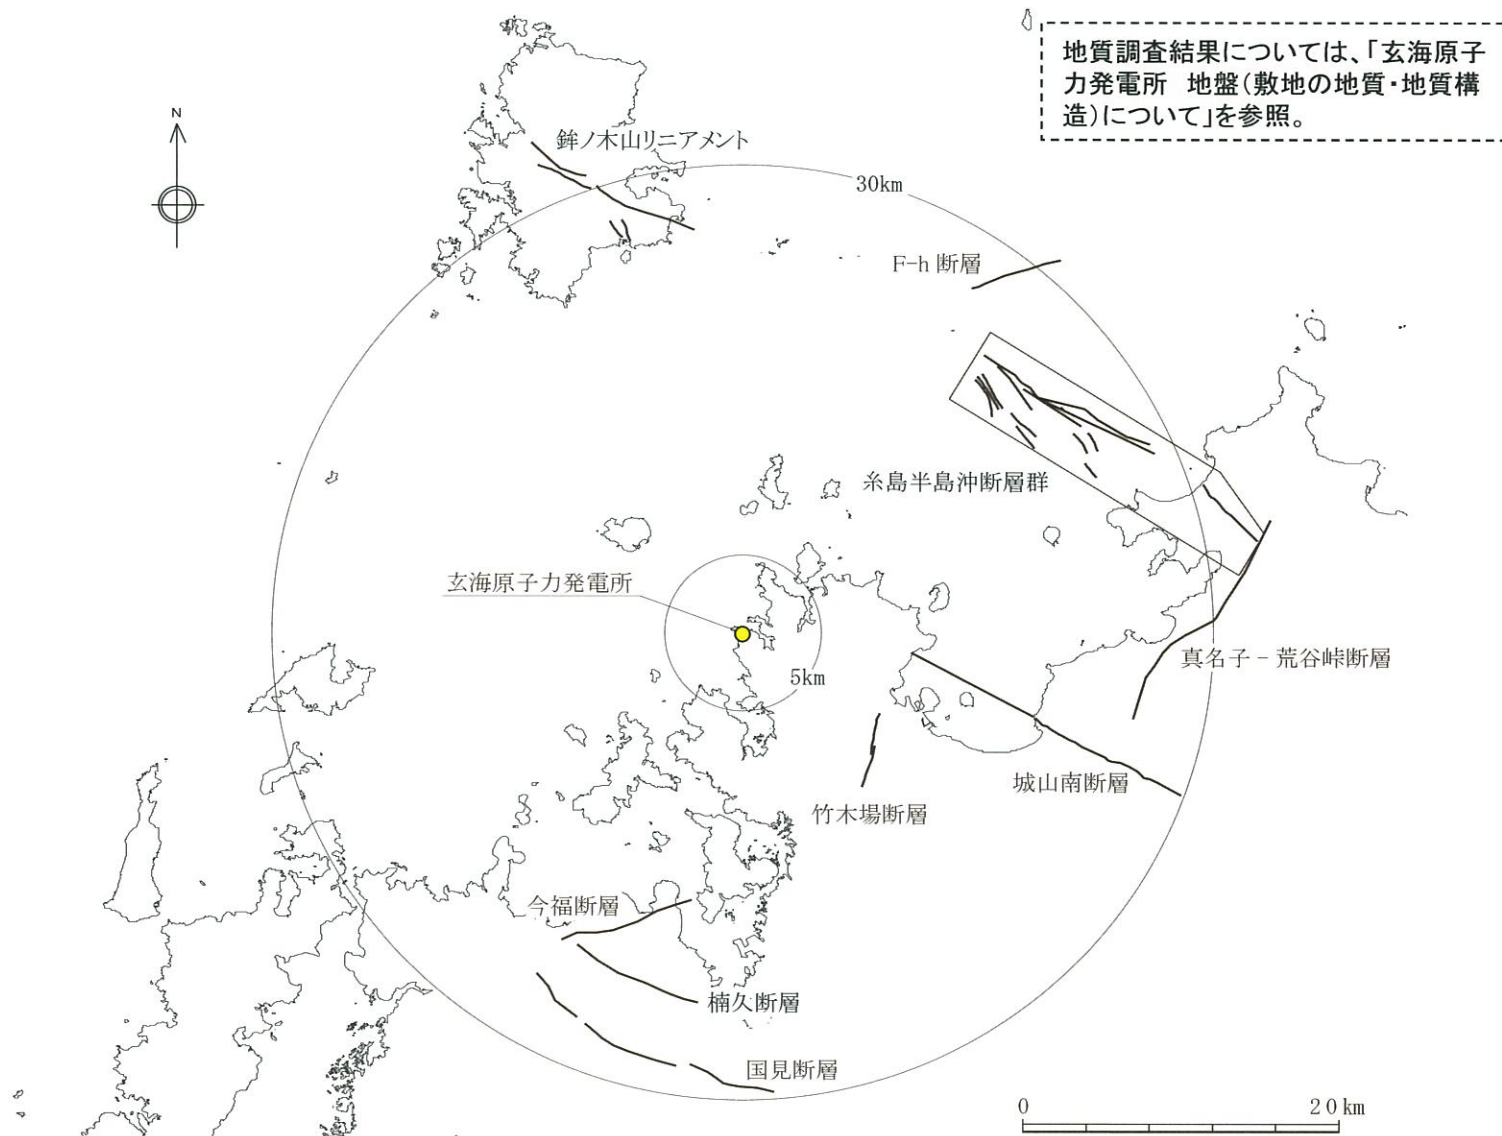 地質調査結果については、「玄海原子
力発電所 地盤(敷地の地質・地質構
造)について」を参照。
N
鉾ノ木山リニアメント
30km
F-h 断層
糸島半島沖断層群
玄海原子力発電所
5km
真名子－荒谷峠断層
城山南断層
竹木場断層
今福断層
楠久断層
国見断層
0 20km